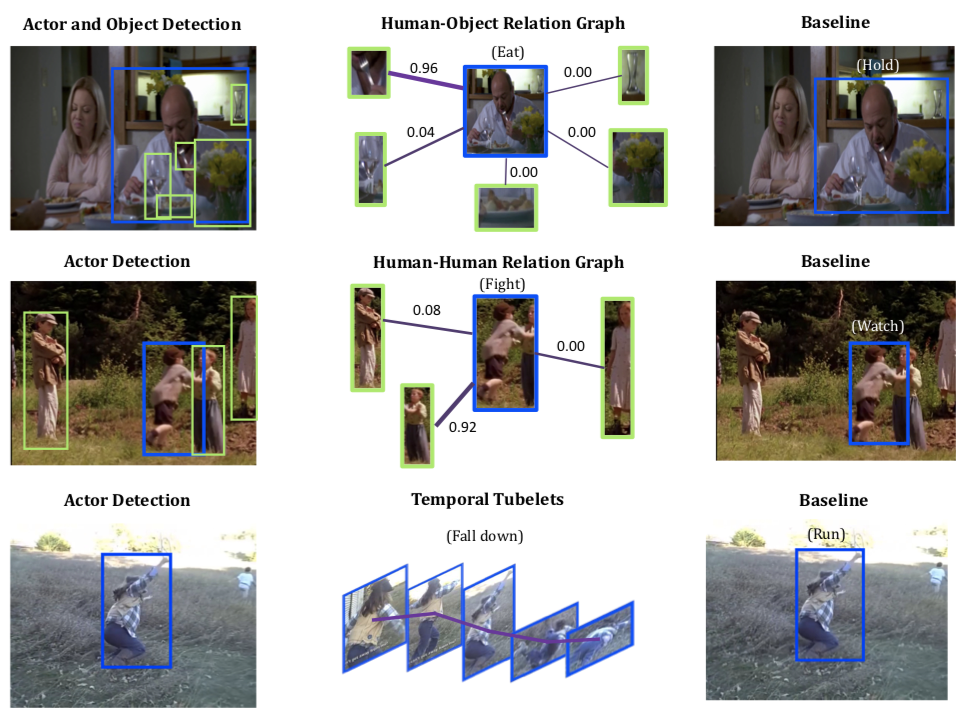 Actor and Object Detection
Human-Object Relation Graph
Baseline
(Eat)
(Hold)
0.96
0.00
0.04
0.00
0.00
Actor Detection
Human-Human Relation Graph
Baseline
(Fight)
(Watch)
0.08
0.00
0.92
Actor Detection
Temporal Tubelets
Baseline
(Fall down)
(Run)